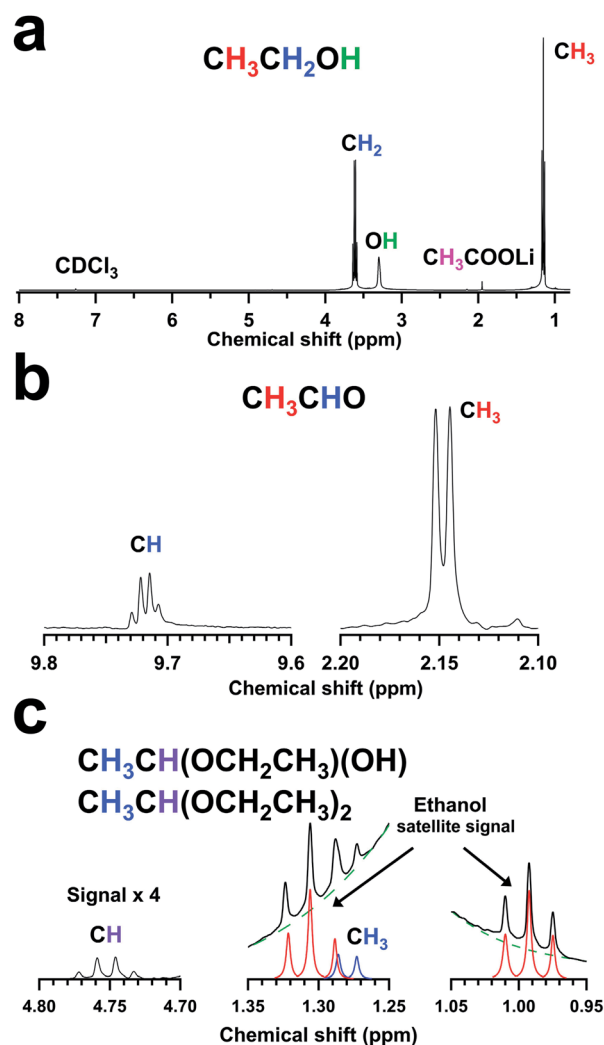 a
CH₃CH₂OH
CH₃
CH₂
OH
CH₃COOLi
CDCl₃
8 7 6 5 4 3 2 1
Chemical shift (ppm)
b
CH₃CHO
CH₃
CH
9.8 9.7 9.6 2.20 2.15 2.10
Chemical shift (ppm)
c
CH₃CH(OCH₂CH₃)(OH)
CH₃CH(OCH₂CH₃)₂
Ethanol
satellite signal
Signal x 4
CH
CH₃
4.80 4.75 4.70 1.35 1.30 1.25 1.05 1.00 0.95
Chemical shift (ppm)